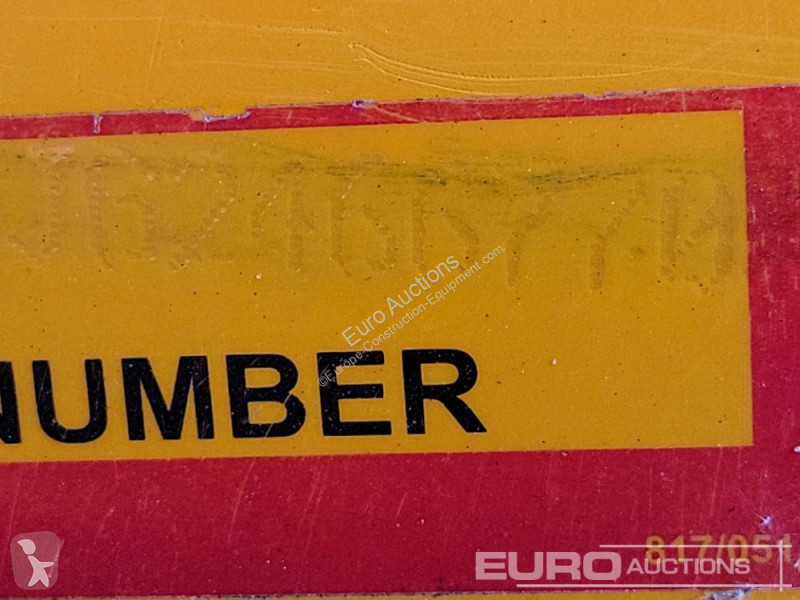 NUMBER
817/051
Euro Auctions
©Europe-Construction-Equipment.com
EURO AUCTIONS